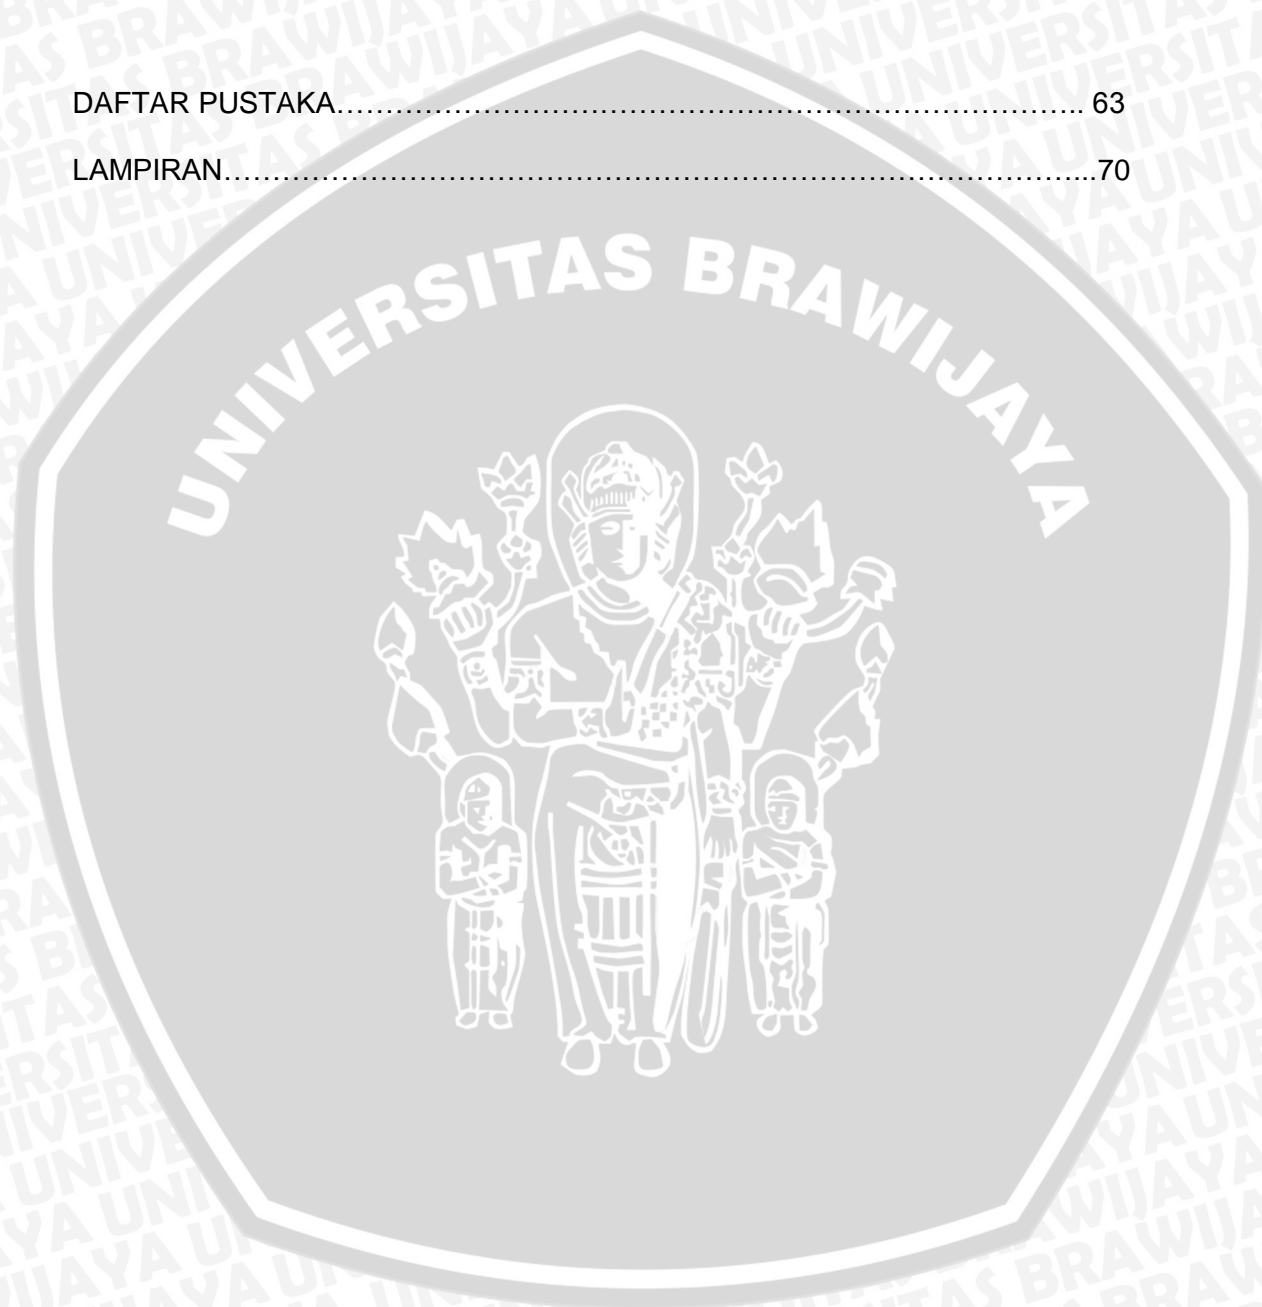 DAFTAR PUSTAKA…………………………………………………………………………….. 63
LAMPIRAN…………………………………………………………………………………………...70
UNIVERSITAS BRAWIJAYA